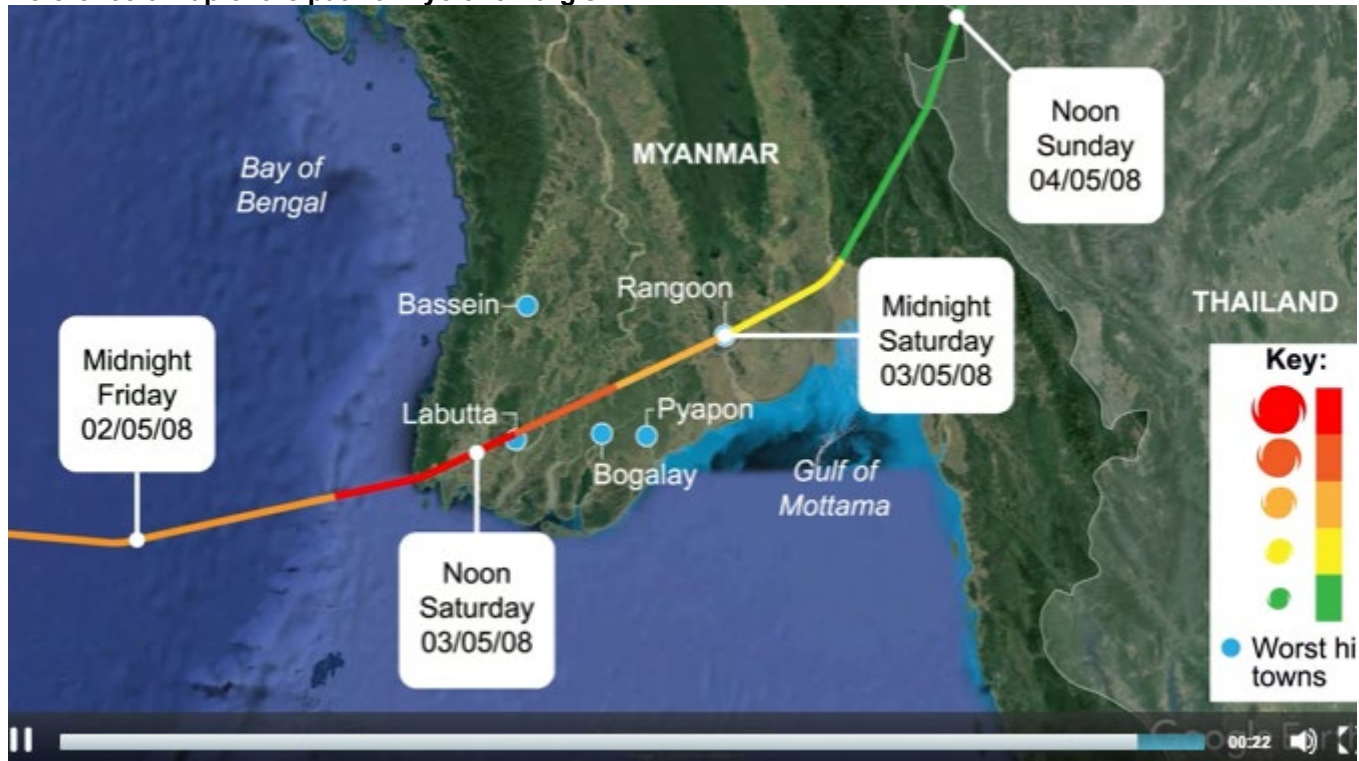 Bay of
Bengal
MYANMAR
Noon
Sunday
04/05/08
Bassein
Rangoon
THAILAND
Midnight
Saturday
03/05/08
Midnight
Friday
02/05/08
Labutta
Pyapon
Bogalay
Gulf of
Mottama
Noon
Saturday
03/05/08
Key:
Worst hi
towns
00:22